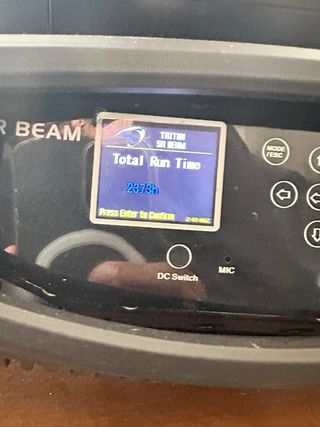 R BEAM
TRITON
5R BEAM
Total Run Time
2378h
Press Enter to Confirm
MODE
/ESC
DC Switch
MIC